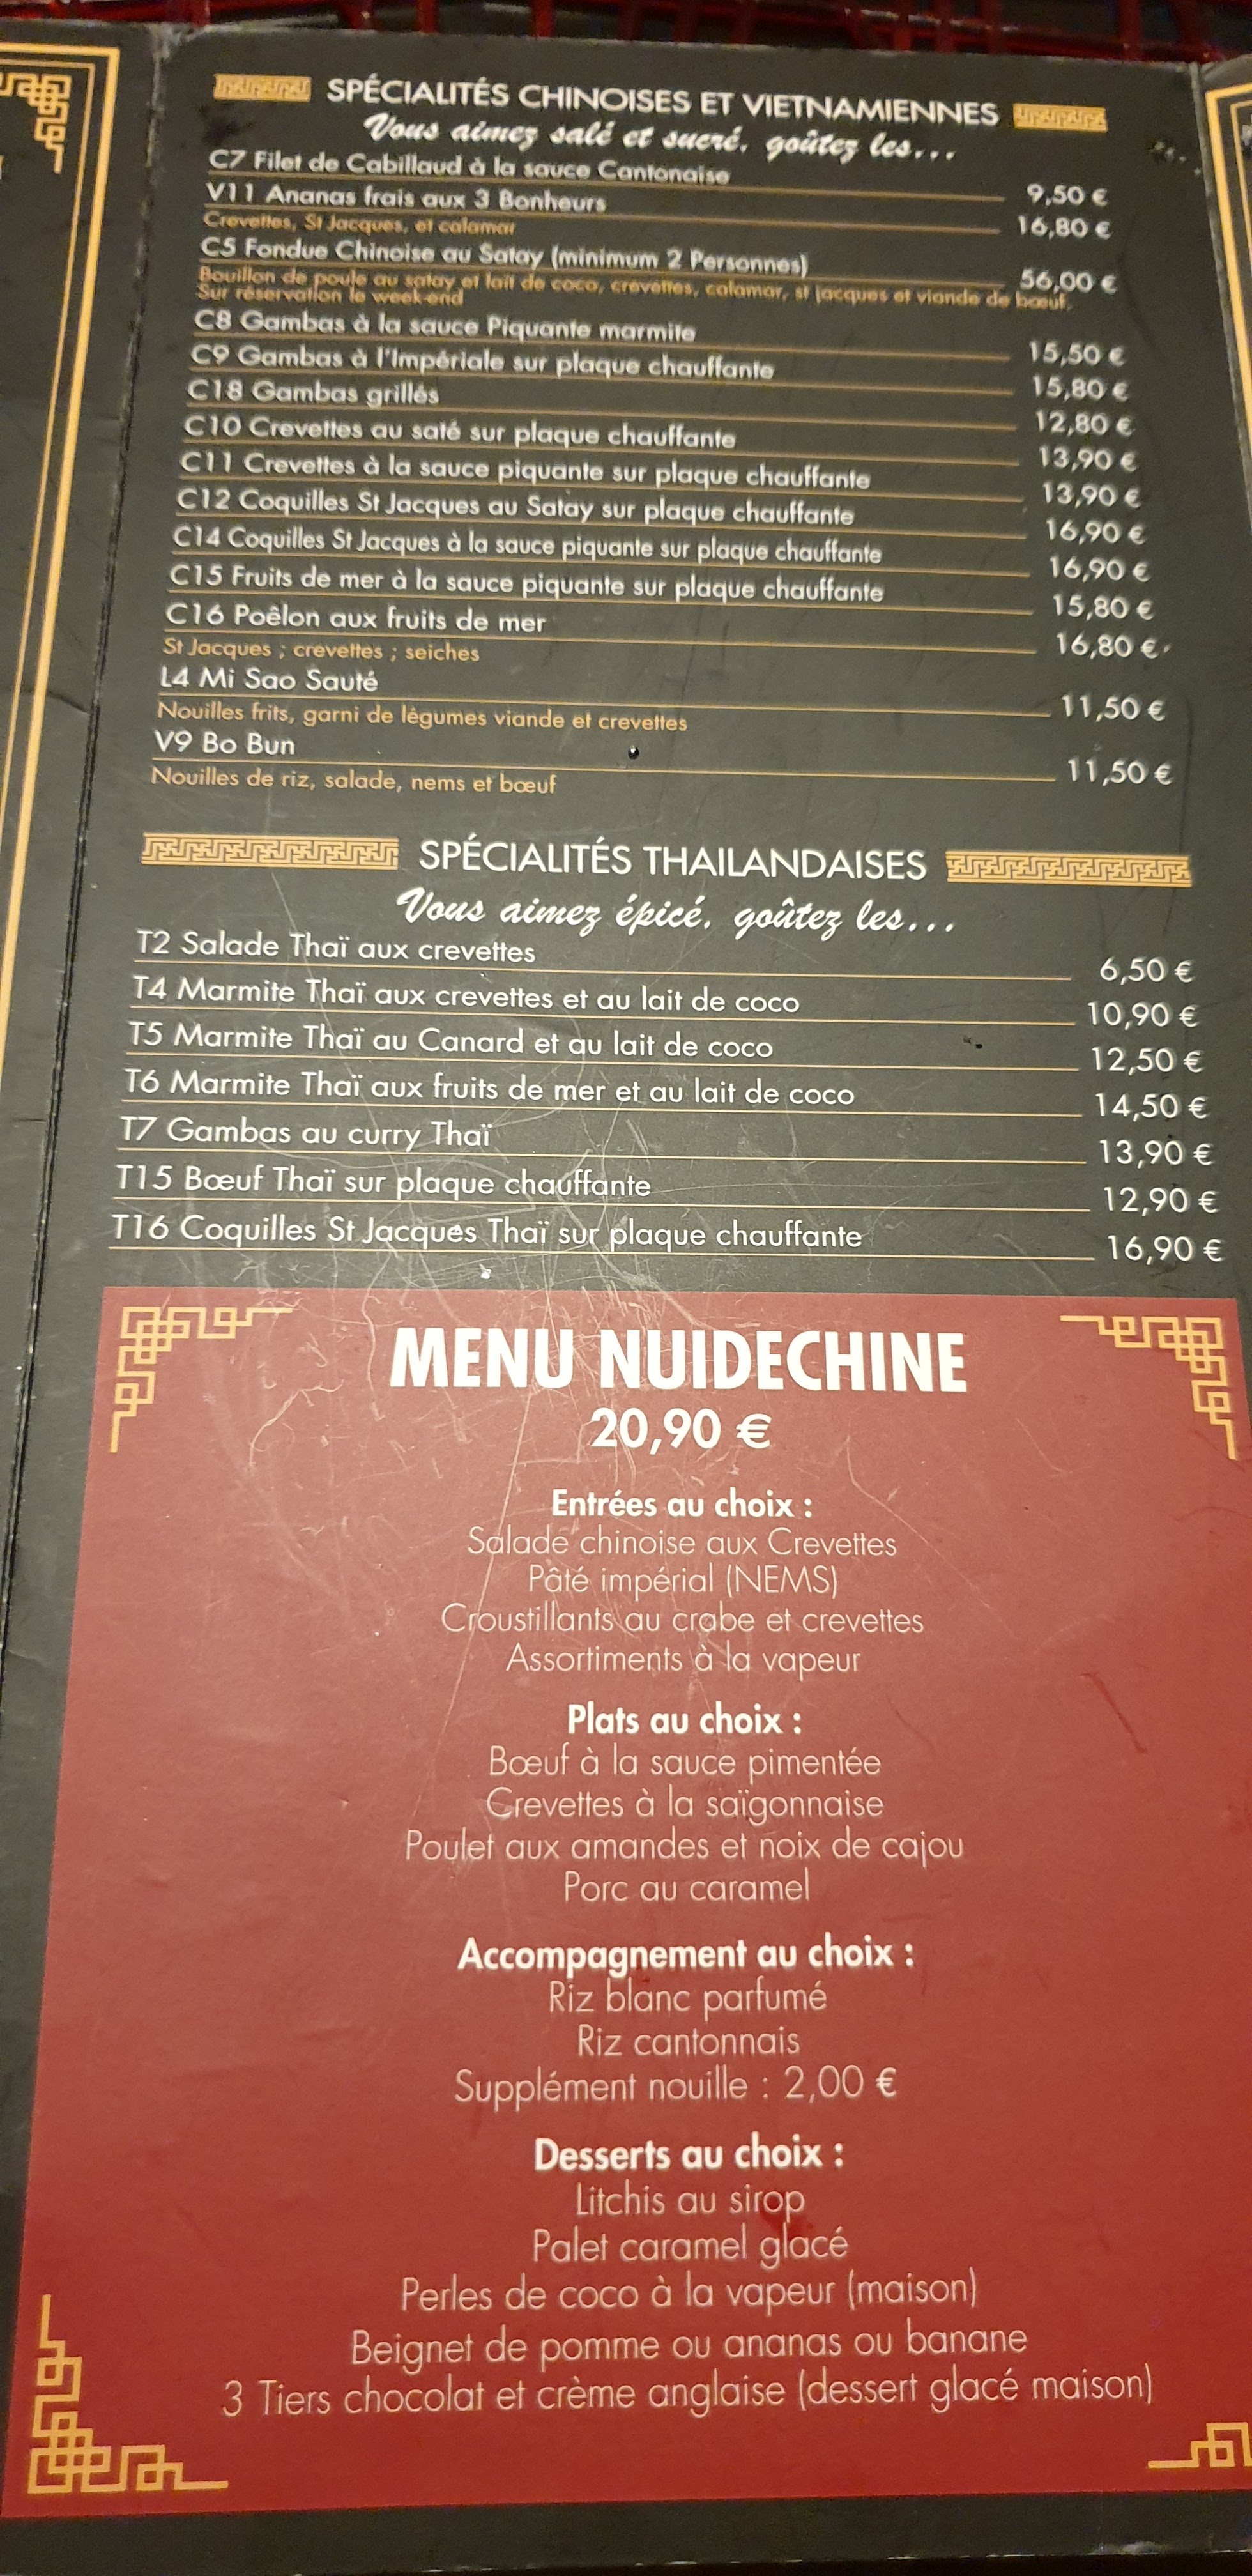 SPÉCIALITÉS CHINOISES ET VIETNAMIENNES
Vous aimez salé et sucré, goûtez les...
C7 Filet de Cabillaud à la sauce Cantonaise 9,50 €
V11 Ananas frais aux 3 Bonheurs 16,80 €
Crevettes, St Jacques, et calamar
C5 Fondue Chinoise au Satay (minimum 2 Personnes) 56,00 €
Bouillon de poule au satay et lait de coco, crevettes, calamar, st jacques et viande de bœuf.
Sur réservation le week-end
C8 Gambas à la sauce Piquante marmite 15,50 €
C9 Gambas à l'Impériale sur plaque chauffante 15,80 €
C18 Gambas grillés 12,80 €
C10 Crevettes au saté sur plaque chauffante 13,90 €
C11 Crevettes à la sauce piquante sur plaque chauffante 13,90 €
C12 Coquilles St Jacques au Satay sur plaque chauffante 16,90 €
C14 Coquilles St Jacques à la sauce piquante sur plaque chauffante 16,90 €
C15 Fruits de mer à la sauce piquante sur plaque chauffante 15,80 €
C16 Poêlon aux fruits de mer 16,80 €
St Jacques ; crevettes ; seiches
L4 Mi Sao Sauté 11,50 €
Nouilles frits, garni de légumes viande et crevettes
V9 Bo Bun 11,50 €
Nouilles de riz, salade, nems et bœuf
SPÉCIALITÉS THAILANDAISES
Vous aimez épicé, goûtez les...
T2 Salade Thaï aux crevettes 6,50 €
T4 Marmite Thaï aux crevettes et au lait de coco 10,90 €
T5 Marmite Thaï au Canard et au lait de coco 12,50 €
T6 Marmite Thaï aux fruits de mer et au lait de coco 14,50 €
T7 Gambas au curry Thaï 13,90 €
T15 Bœuf Thaï sur plaque chauffante 12,90 €
T16 Coquilles St Jacques Thaï sur plaque chauffante 16,90 €
MENU NUIDECHINE
20,90 €
Entrées au choix :
Salade chinoise aux Crevettes
Pâté impérial (NEMS)
Croustillants au crabe et crevettes
Assortiments à la vapeur
Plats au choix :
Bœuf à la sauce pimentée
Crevettes à la saïgonnaise
Poulet aux amandes et noix de cajou
Porc au caramel
Accompagnement au choix :
Riz blanc parfumé
Riz cantonnais
Supplément nouille : 2,00 €
Desserts au choix :
Litchis au sirop
Palet caramel glacé
Perles de coco à la vapeur (maison)
Beignet de pomme ou ananas ou banane
3 Tiers chocolat et crème anglaise (dessert glacé maison)